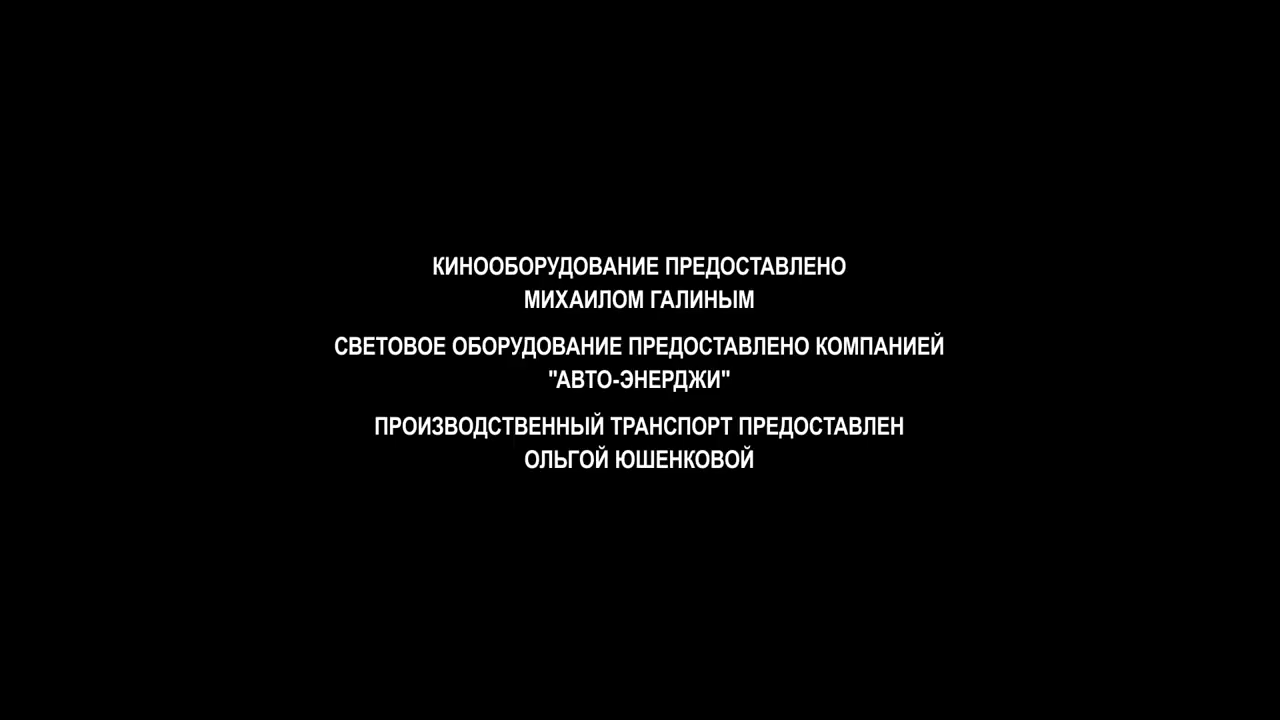 КИНООБОРУДОВАНИЕ ПРЕДОСТАВЛЕНО
МИХАИЛОМ ГАЛИНЫМ
СВЕТОВОЕ ОБОРУДОВАНИЕ ПРЕДОСТАВЛЕНО КОМПАНИЕЙ
"АВТО-ЭНЕРДЖИ"
ПРОИЗВОДСТВЕННЫЙ ТРАНСПОРТ ПРЕДОСТАВЛЕН
ОЛЬГОЙ ЮШЕНКОВОЙ